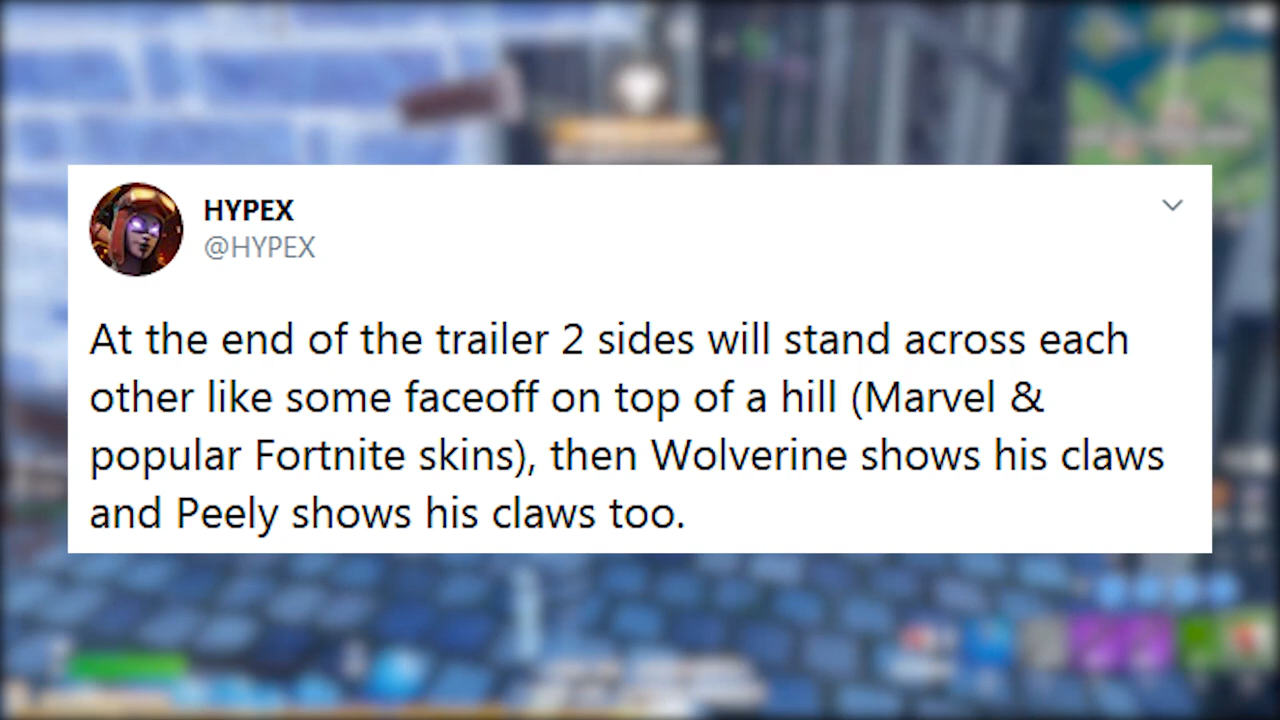 HYPEX
@HYPEX
At the end of the trailer 2 sides will stand across each
other like some faceoff on top of a hill (Marvel &
popular Fortnite skins), then Wolverine shows his claws
and Peely shows his claws too.